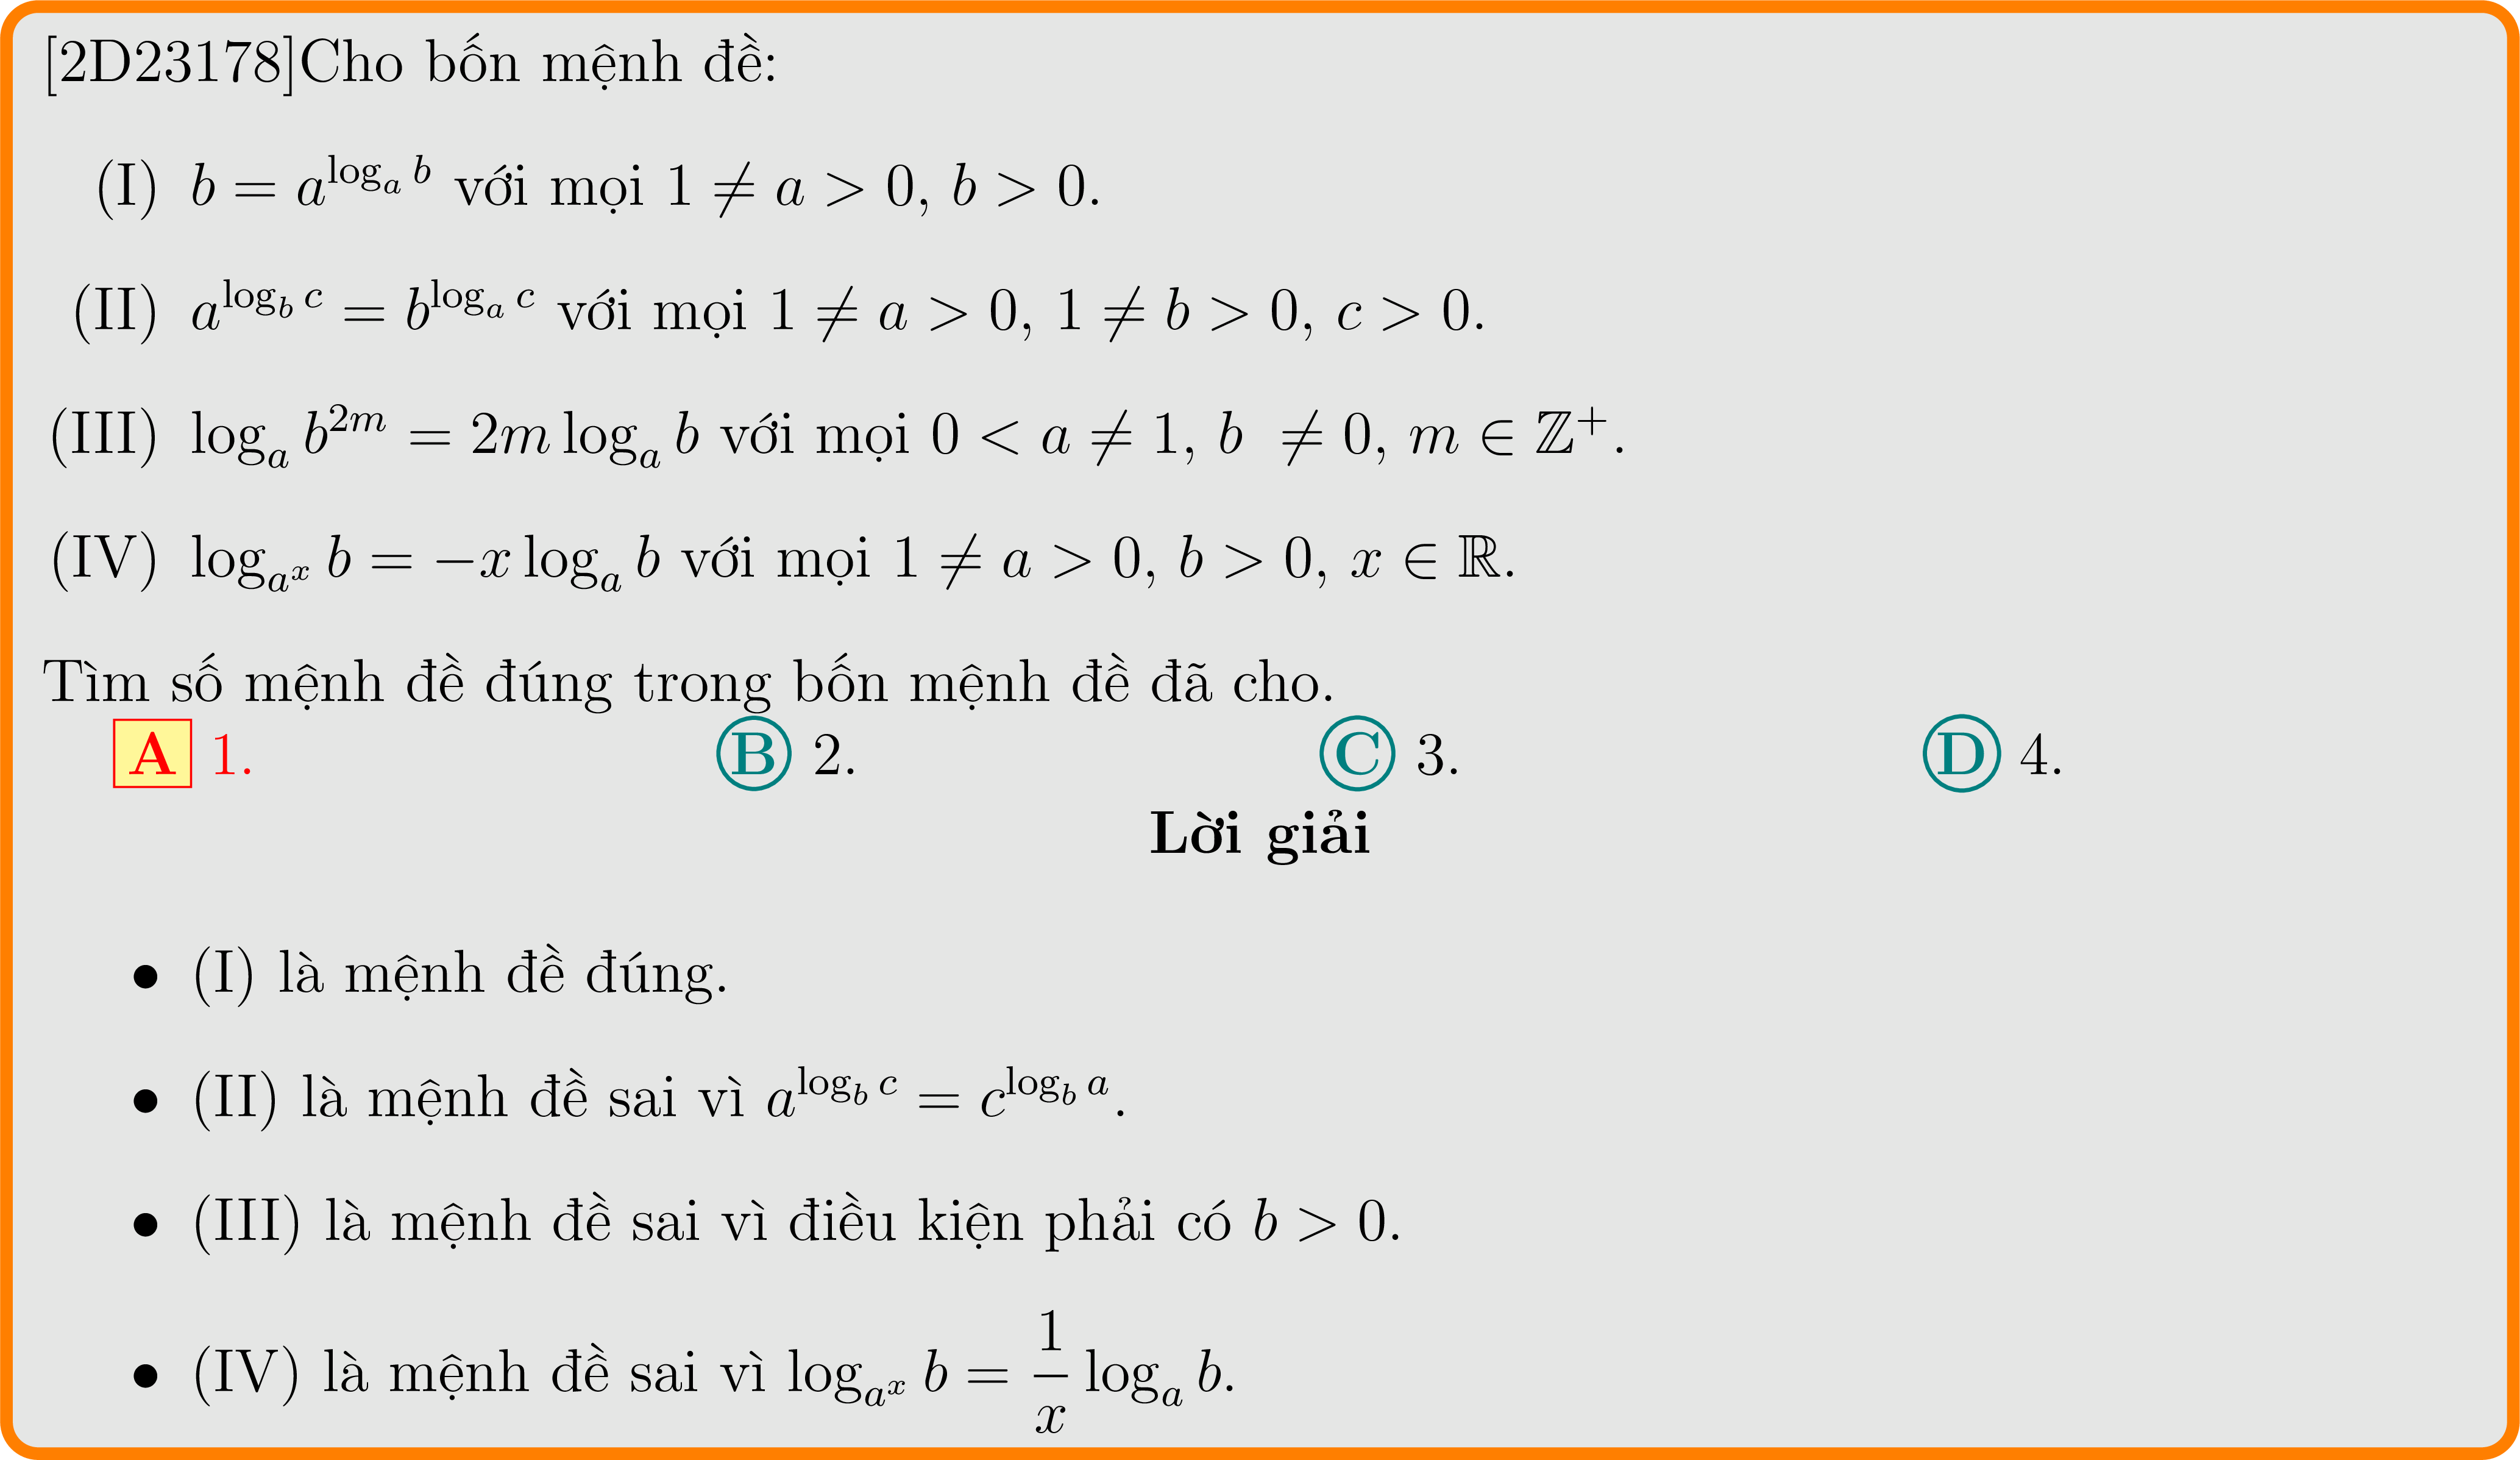 [2D23178]Cho bốn mệnh đề:
(I) $b = a^{\log_a b}$ với mọi $1 \neq a > 0$, $b > 0$.
(II) $a^{\log_b c} = b^{\log_a c}$ với mọi $1 \neq a > 0$, $1 \neq b > 0$, $c > 0$.
(III) $\log_a b^{2m} = 2m \log_a b$ với mọi $0 < a \neq 1$, $b \neq 0$, $m \in \mathbb{Z}^+$.
(IV) $\log_{a^x} b = -x \log_a b$ với mọi $1 \neq a > 0$, $b > 0$, $x \in \mathbb{R}$.
Tìm số mệnh đề đúng trong bốn mệnh đề đã cho.
A 1. B 2. C 3. D 4.
Lời giải
• (I) là mệnh đề đúng.
• (II) là mệnh đề sai vì $a^{\log_b c} = c^{\log_b a}$.
• (III) là mệnh đề sai vì điều kiện phải có $b > 0$.
• (IV) là mệnh đề sai vì $\log_{a^x} b = \dfrac{1}{x} \log_a b$.